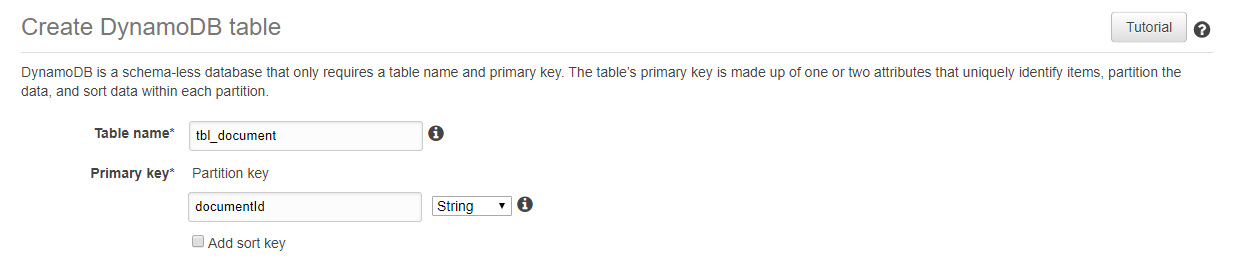 Create DynamoDB table
Tutorial
DynamoDB is a schema-less database that only requires a table name and primary key. The table's primary key is made up of one or two attributes that uniquely identify items, partition the
data, and sort data within each partition.
Table name* tbl_document
Primary key* Partition key
documentId String
Add sort key